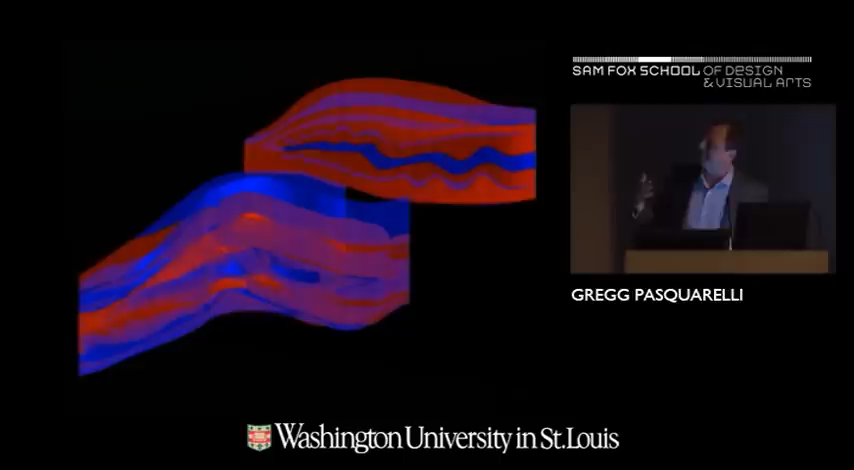 SAM FOX SCHOOL OF DESIGN
& VISUAL ARTS
GREGG PASQUARELLI
Washington University in St. Louis